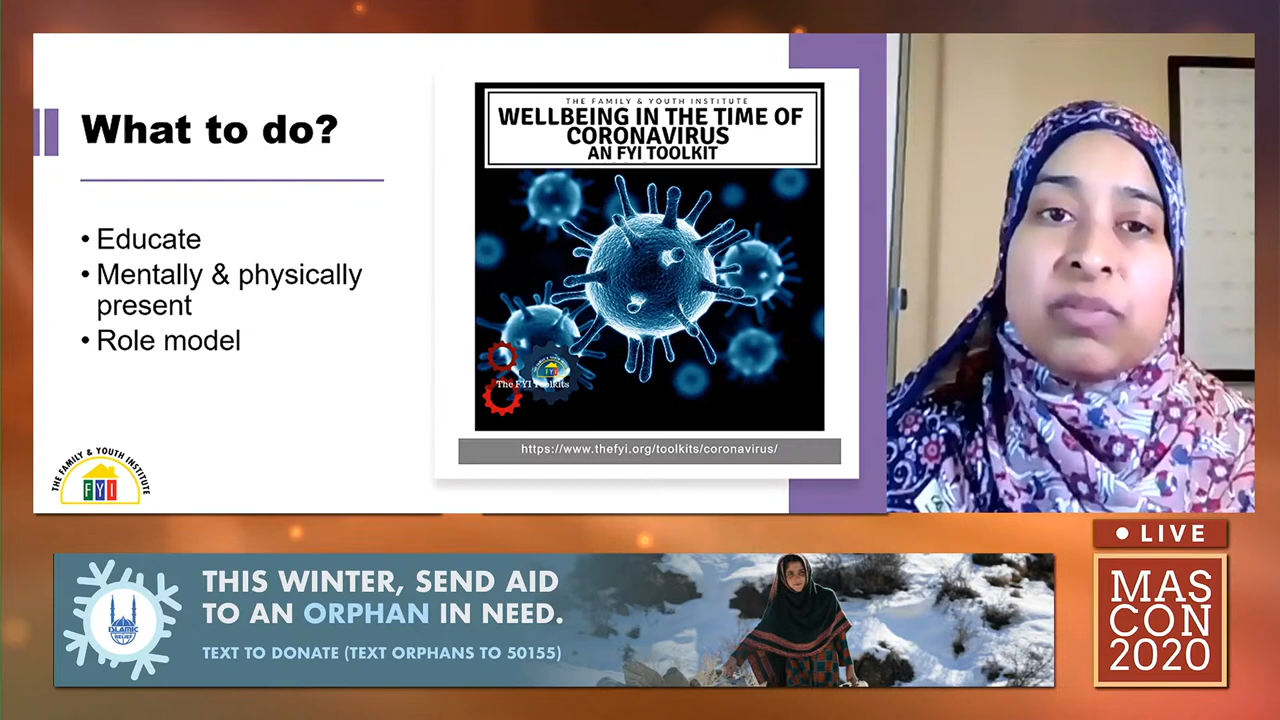 What to do?
• Educate
• Mentally & physically
present
• Role model
THE FAMILY & YOUTH INSTITUTE
FYI
THE FAMILY & YOUTH INSTITUTE
WELLBEING IN THE TIME OF
CORONAVIRUS
AN FYI TOOLKIT
FYI
The FYI Toolkits
https://www.thefyi.org/toolkits/coronavirus/
ISLAMIC
RELIEF
THIS WINTER, SEND AID
TO AN ORPHAN IN NEED.
TEXT TO DONATE (TEXT ORPHANS TO 50155)
• LIVE
MAS
CON
2020